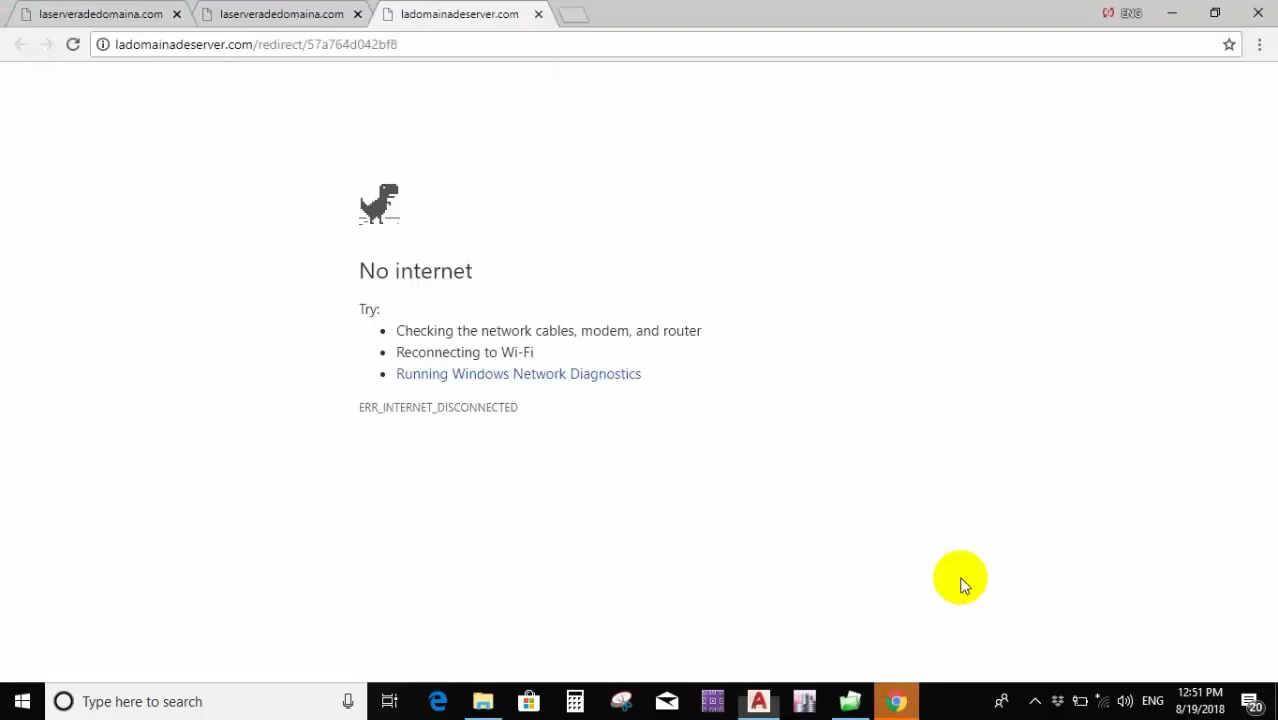 laserveradedomaina.com
laserveradedomaina.com
ladomainadeserver.com
ENG
ladomainadeserver.com/redirect/57a764d042bf8
No internet
Try:
Checking the network cables, modem, and router
Reconnecting to Wi-Fi
Running Windows Network Diagnostics
ERR_INTERNET_DISCONNECTED
Type here to search
ENG
12:51 PM
8/19/2018
20